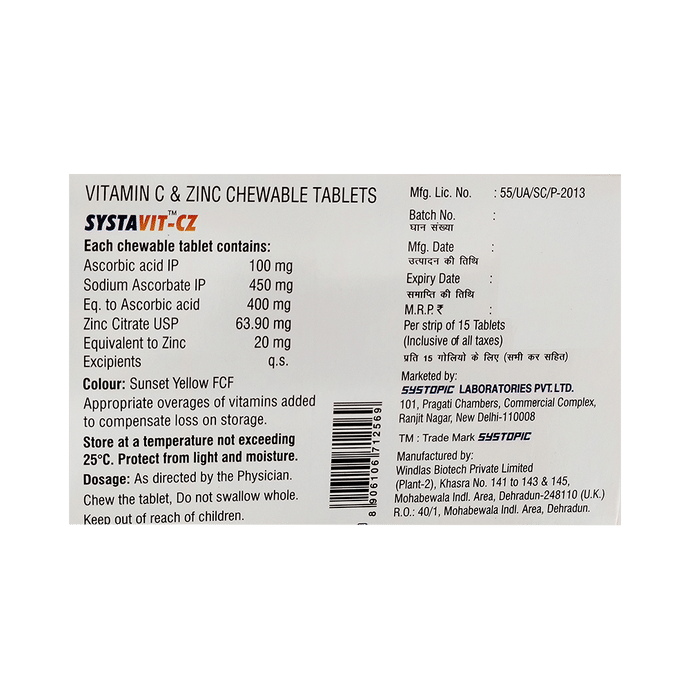 VITAMIN C & ZINC CHEWABLE TABLETS
SYSTAVIT-CZ™
Each chewable tablet contains:
Ascorbic acid IP 100 mg
Sodium Ascorbate IP 450 mg
Eq. to Ascorbic acid 400 mg
Zinc Citrate USP 63.90 mg
Equivalent to Zinc 20 mg
Excipients q.s.
Colour: Sunset Yellow FCF
Appropriate overages of vitamins added
to compensate loss on storage.
Store at a temperature not exceeding
25°C. Protect from light and moisture.
Dosage: As directed by the Physician.
Chew the tablet, Do not swallow whole.
Keep out of reach of children.
8 906106 712569
Mfg. Lic. No. : 55/UA/SC/P-2013
Batch No. :
घान संख्या
Mfg. Date :
उत्पादन की तिथि
Expiry Date :
समाप्ति की तिथि
M.R.P. ₹ :
Per strip of 15 Tablets
(Inclusive of all taxes)
प्रति 15 गोलियो के लिए (सभी कर सहित)
Marketed by:
SYSTOPIC LABORATORIES PVT. LTD.
101, Pragati Chambers, Commercial Complex,
Ranjit Nagar, New Delhi-110008
TM : Trade Mark SYSTOPIC
Manufactured by:
Windlas Biotech Private Limited
(Plant-2), Khasra No. 141 to 143 & 145,
Mohabewala Indl. Area, Dehradun-248110 (U.K.)
R.O.: 40/1, Mohabewala Indl. Area, Dehradun.